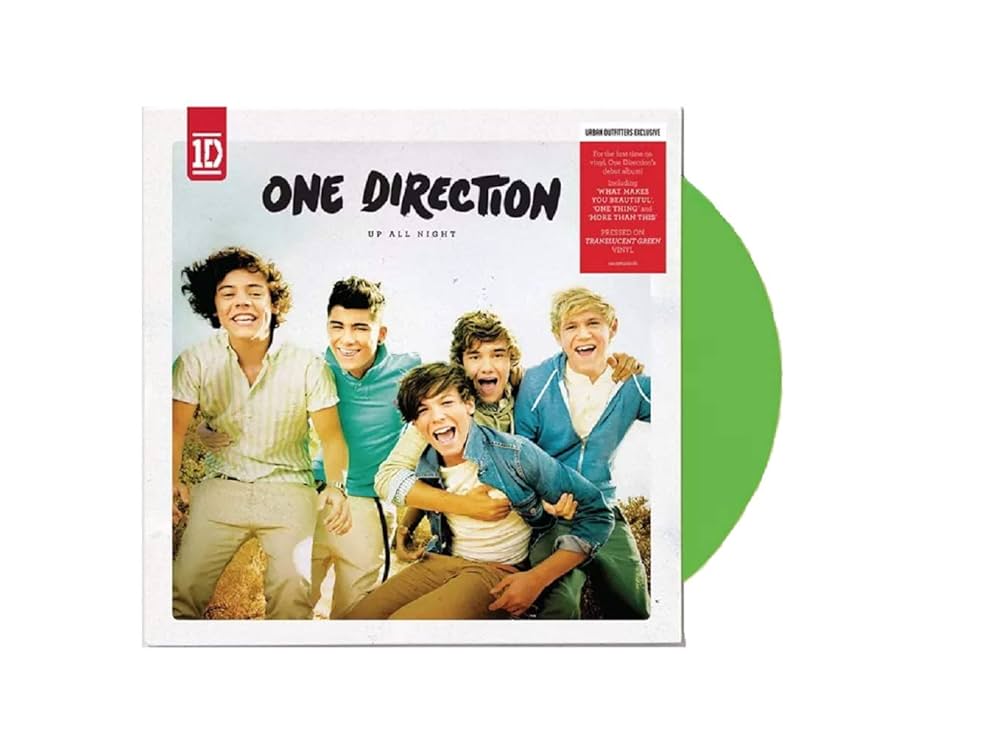 1D
ONE DIRECTION
UP ALL NIGHT
URBAN OUTFITTERS EXCLUSIVE
For the first time on
vinyl, One Direction's
debut album!
Including
'WHAT MAKES
YOU BEAUTIFUL',
'ONE THING' and
'MORE THAN THIS'
PRESSED ON
TRANSLUCENT GREEN
VINYL